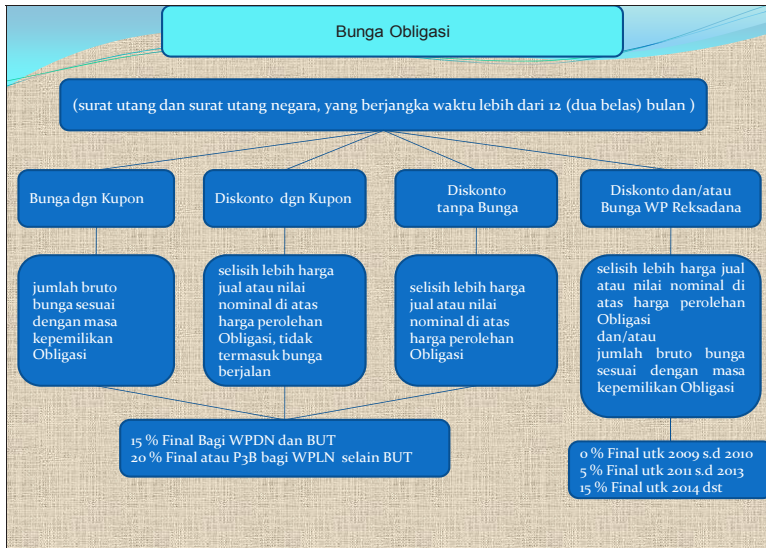 Bunga Obligasi
(surat utang dan surat utang negara, yang berjangka waktu lebih dari 12 (dua belas) bulan )
Bunga dgn Kupon
Diskonto dgn Kupon
Diskonto
tanpa Bunga
Diskonto dan/atau
Bunga WP Reksadana
jumlah bruto
bunga sesuai
dengan masa
kepemilikan
Obligasi
selisih lebih harga
jual atau nilai
nominal di atas
harga perolehan
Obligasi, tidak
termasuk bunga
berjalan
selisih lebih harga
jual atau nilai
nominal di atas
harga perolehan
Obligasi
selisih lebih harga jual
atau nilai nominal di
atas harga perolehan
Obligasi
dan/atau
jumlah bruto bunga
sesuai dengan masa
kepemilikan Obligasi
15 % Final Bagi WPDN dan BUT
20 % Final atau P3B bagi WPLN selain BUT
0 % Final utk 2009 s.d 2010
5 % Final utk 2011 s.d 2013
15 % Final utk 2014 dst